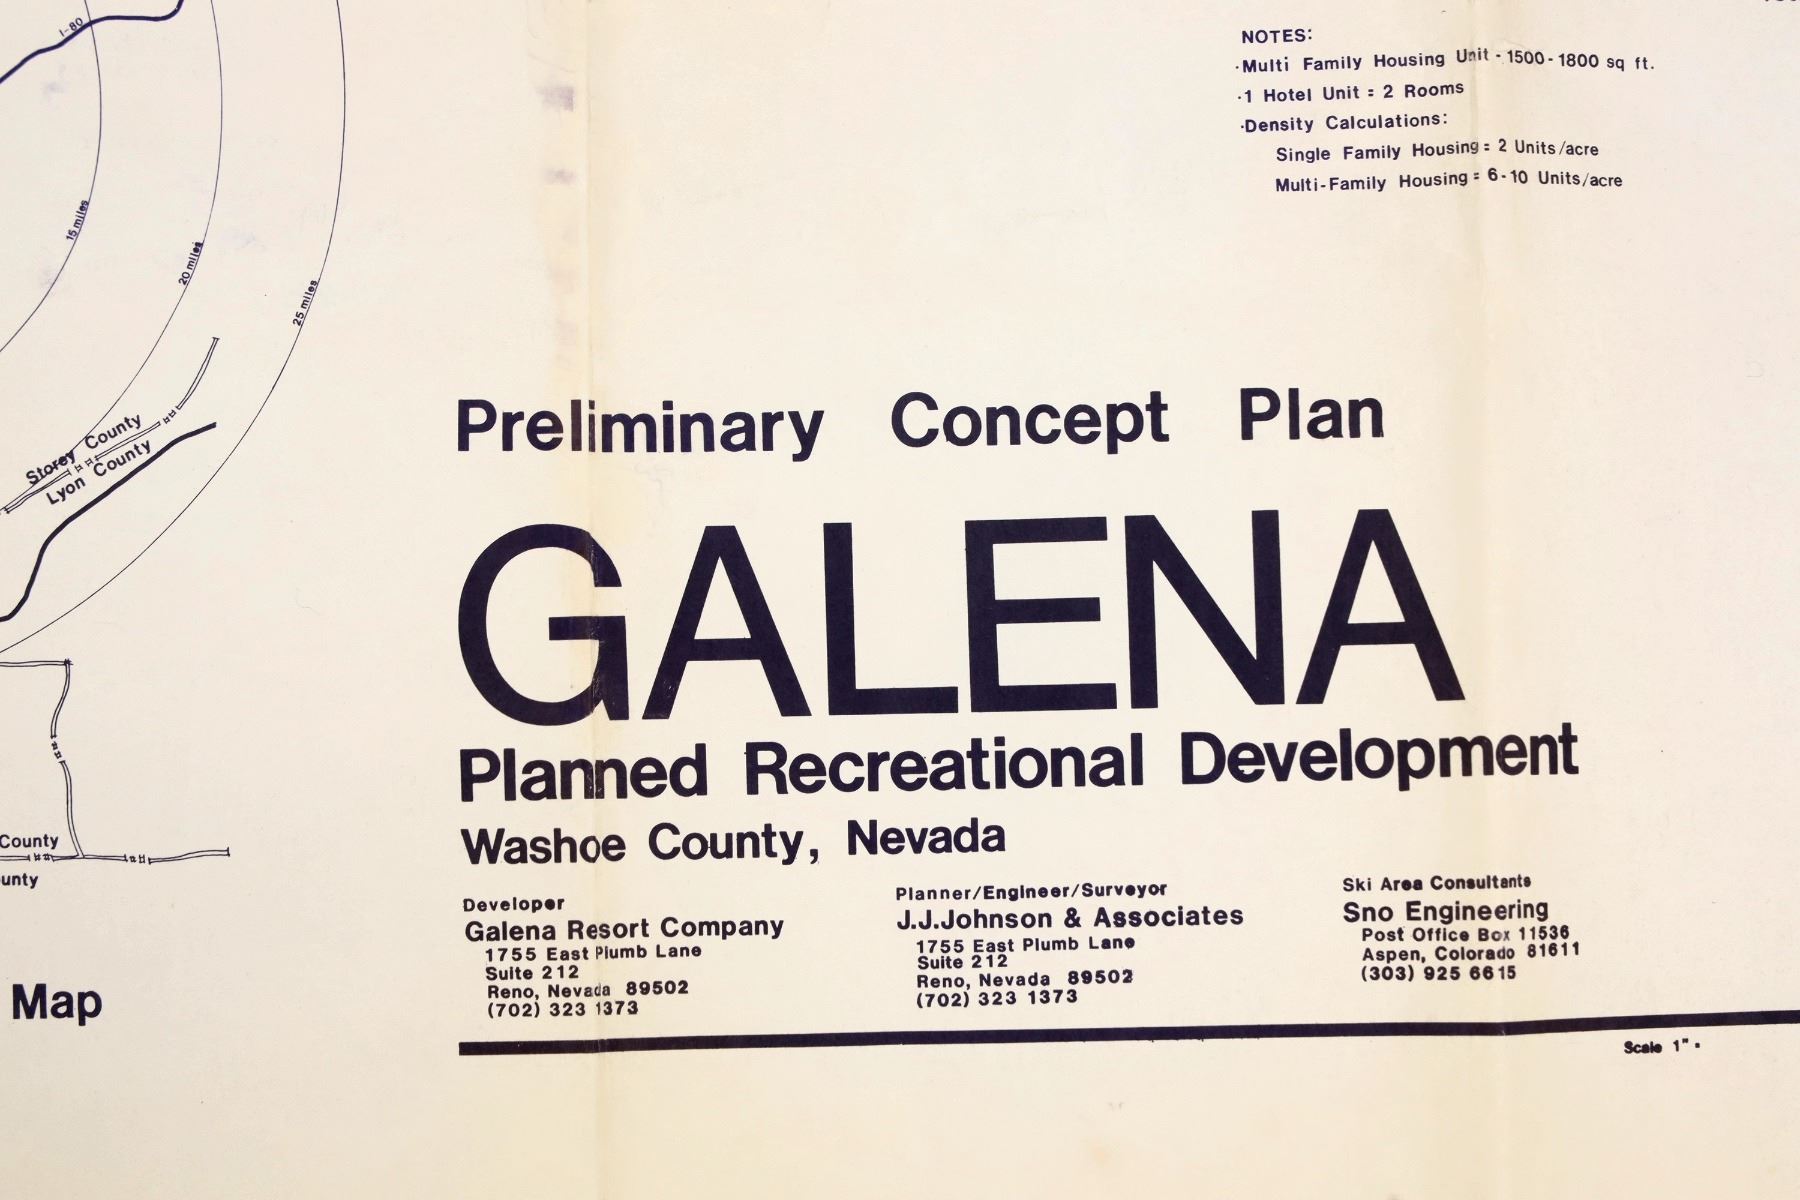 I-80
15 miles
20 miles
25 miles
Storey County
Lyon County
County
unty
Map
NOTES:
·Multi Family Housing Unit - 1500-1800 sq ft.
·1 Hotel Unit = 2 Rooms
·Density Calculations:
Single Family Housing = 2 Units/acre
Multi-Family Housing = 6-10 Units/acre
Preliminary Concept Plan
GALENA
Planned Recreational Development
Washoe County, Nevada
Developer
Galena Resort Company
1755 East Plumb Lane
Suite 212
Reno, Nevada 89502
(702) 323 1373
Planner/Engineer/Surveyor
J.J.Johnson & Associates
1755 East Plumb Lane
Suite 212
Reno, Nevada 89502
(702) 323 1373
Ski Area Consultants
Sno Engineering
Post Office Box 11536
Aspen, Colorado 81611
(303) 925 6615
Scale 1" =